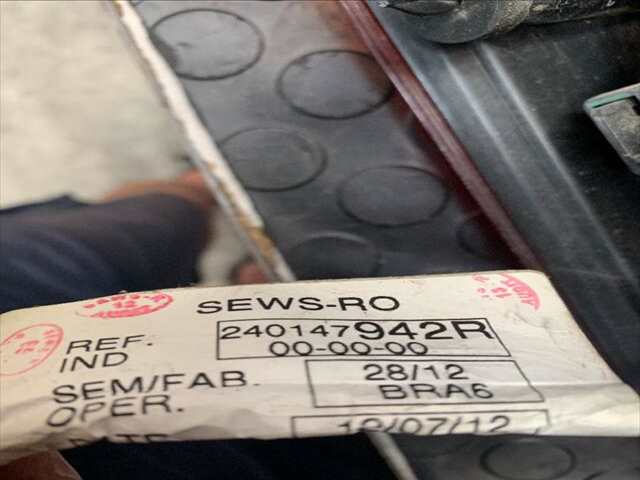 SEWS-RO
REF. 240147942R
IND 00-00-00
SEM/FAB. 28/12
OPER. BRA6